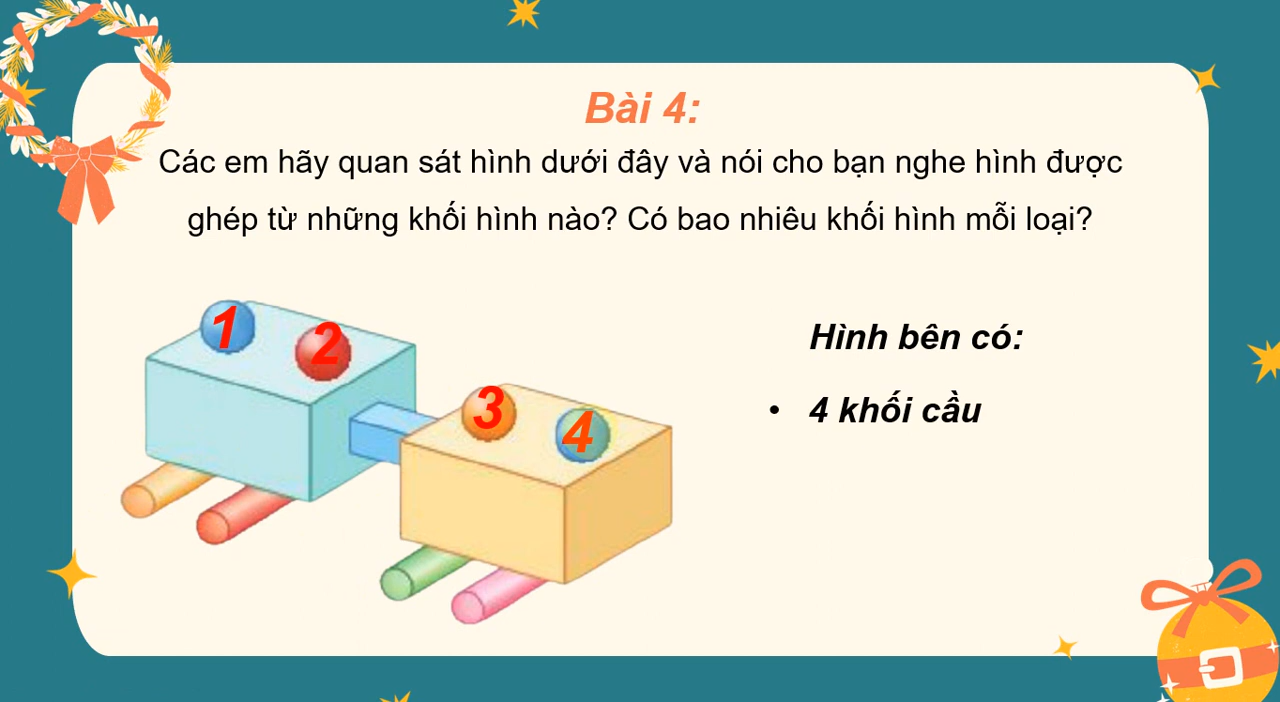 Bài 4:
Các em hãy quan sát hình dưới đây và nói cho bạn nghe hình được
ghép từ những khối hình nào? Có bao nhiêu khối hình mỗi loại?
1
2
3
4
Hình bên có:
• 4 khối cầu